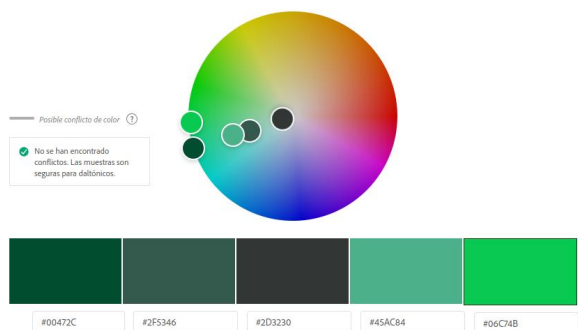 Posible conflicto de color ?
No se han encontrado
conflictos. Las muestras son
seguras para daltónicos.
#00472C #2F5346 #2D3230 #45AC84 #06C74B